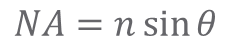 NA = n sin θ